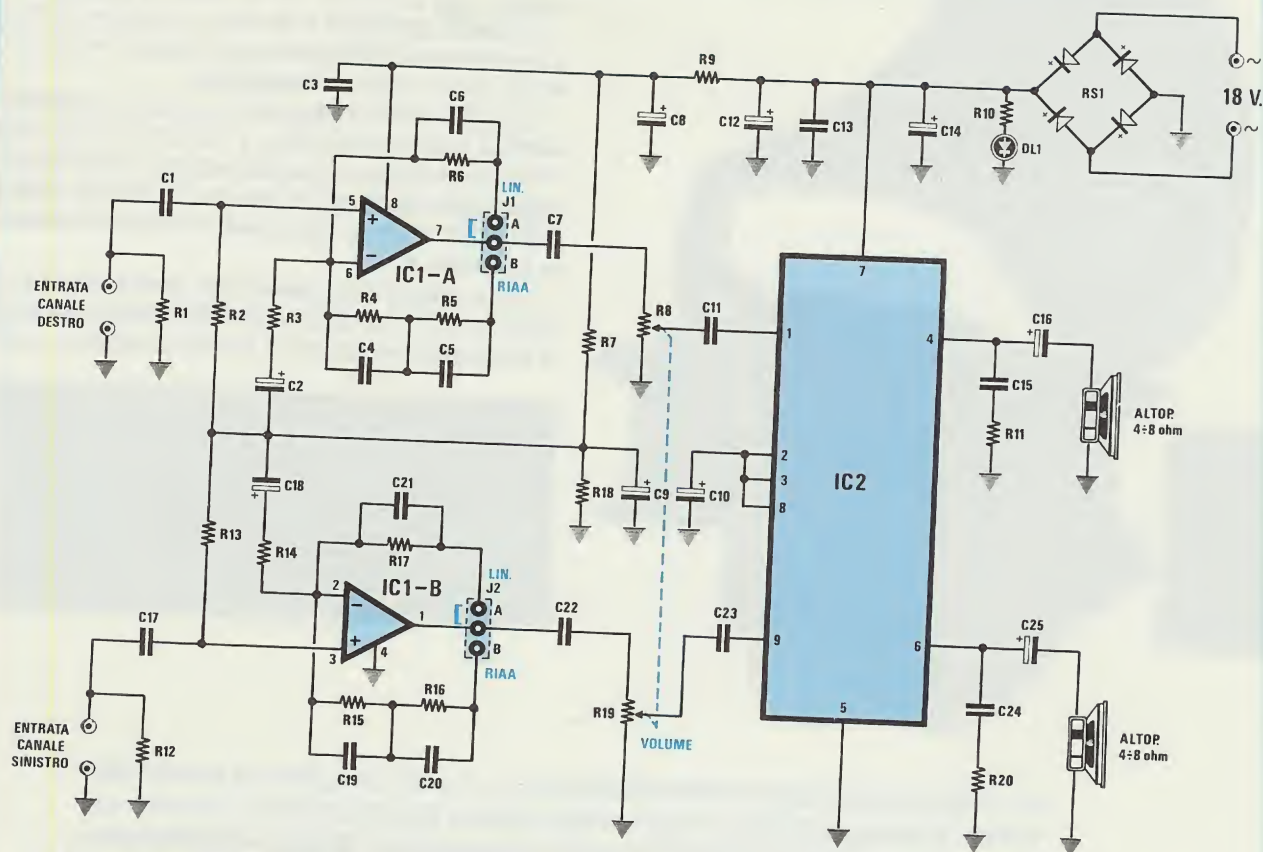 C3
C6
R6
LIN.
J1
A
B
RIAA
C1
5
+
8
7
-
6
IC1-A
R4
R5
C4
C5
ENTRATA
CANALE
DESTRO
R1
R2
R3
C2
C7
R7
R8
C8
R9
C12
C13
C14
R10
DL1
RS1
18 V.
C11
1
7
4
C16
C15
R11
ALTOP.
4÷8 ohm
2
3
8
IC2
C10
C9
R18
C18
R13
R14
C21
R17
IC1-B
LIN.
J2
A
B
RIAA
2
-
1
+
3
4
C17
C22
C23
9
6
5
C25
C24
R20
ALTOP.
4÷8 ohm
R19
VOLUME
R15
R16
C19
C20
ENTRATA
CANALE
SINISTRO
R12